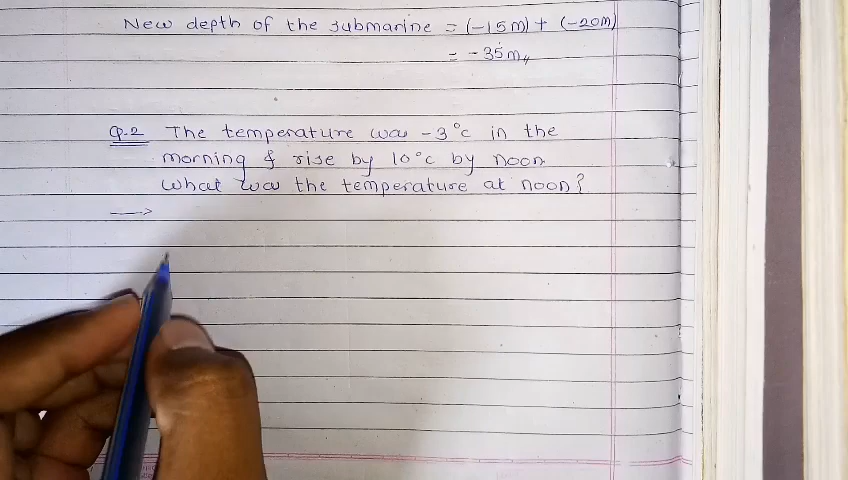 New depth of the submarine = (-15m) + (-20m)
= -35m,,
Q.2 The temperature was -3°c in the
morning & rise by 10°c by noon.
What was the temperature at noon?
→